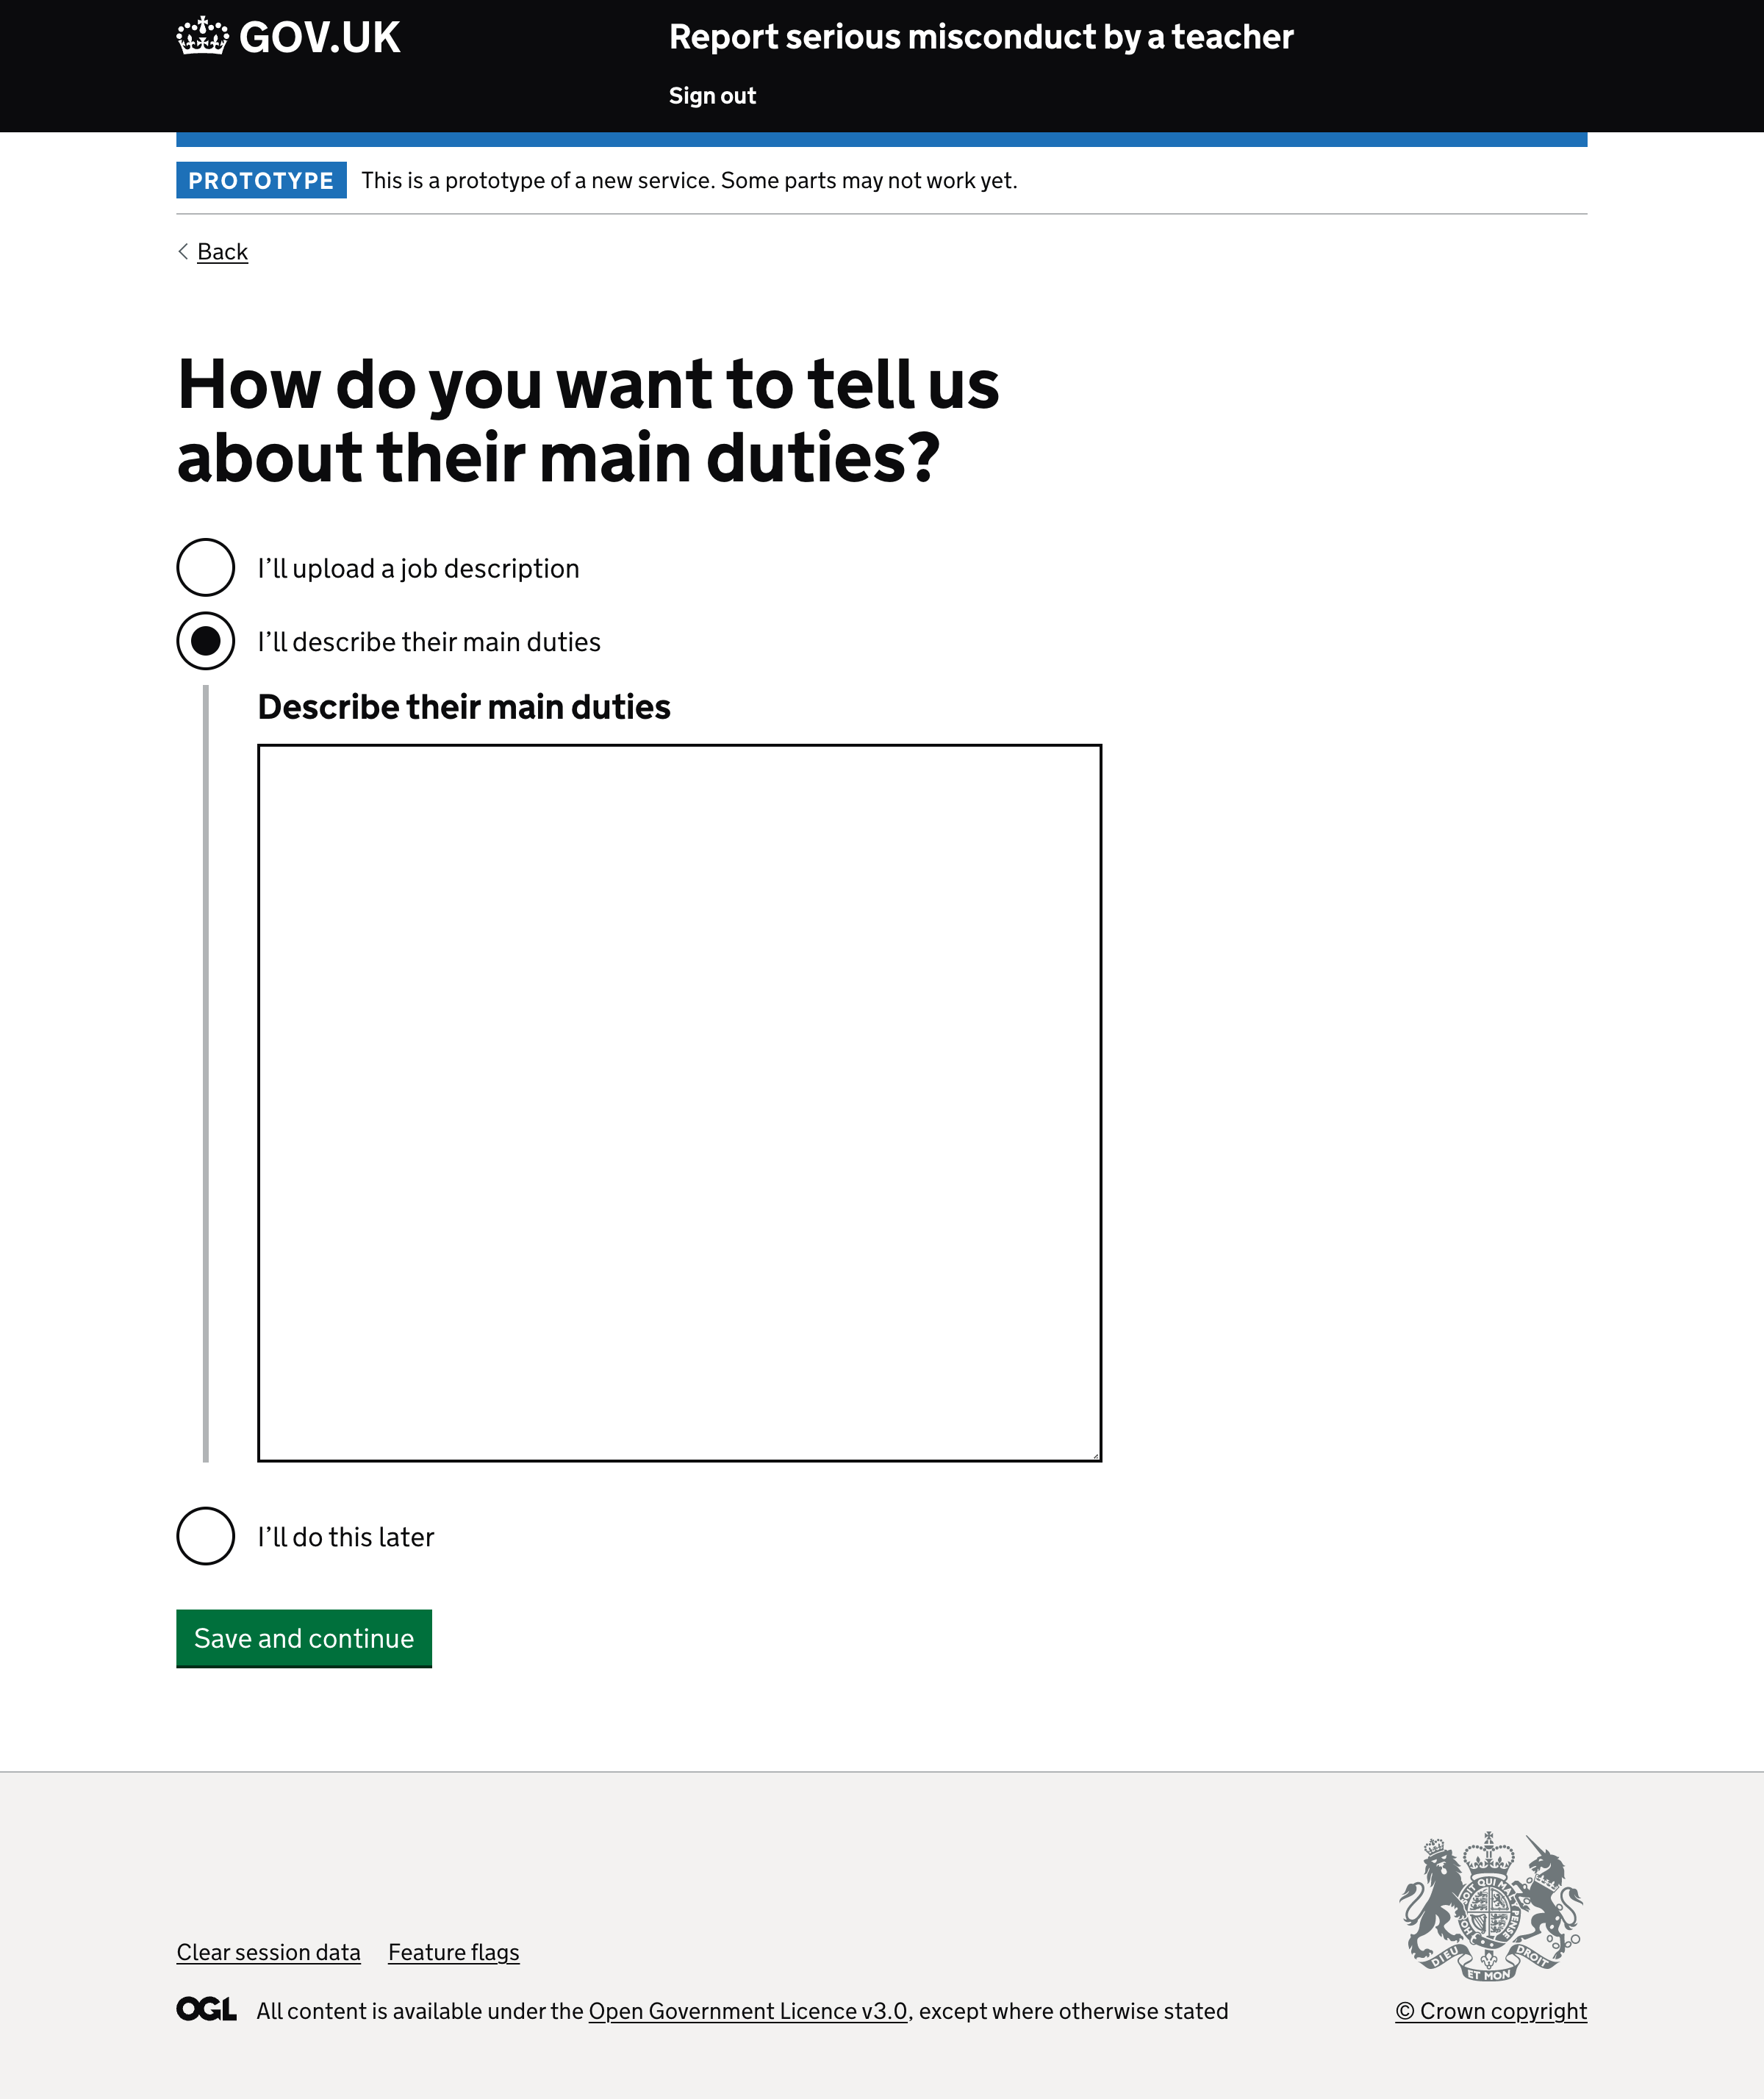 GOV.UK
Report serious misconduct by a teacher
Sign out
PROTOTYPE This is a prototype of a new service. Some parts may not work yet.
Back
How do you want to tell us
about their main duties?
I’ll upload a job description
I’ll describe their main duties
Describe their main duties
I’ll do this later
Save and continue
Clear session data Feature flags
OGL All content is available under the Open Government Licence v3.0, except where otherwise stated
DIEU ET MON DROIT
© Crown copyright